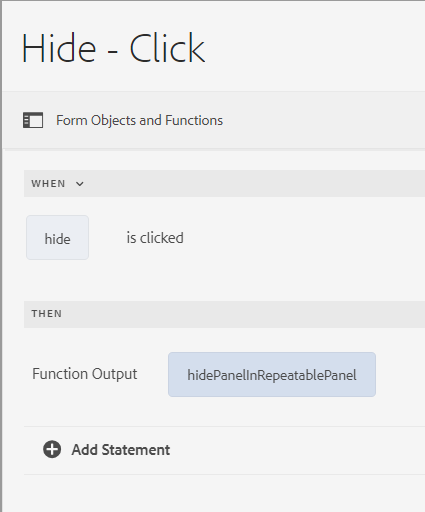 Hide - Click
Form Objects and Functions
WHEN
hide is clicked
THEN
Function Output hidePanelInRepeatablePanel
Add Statement